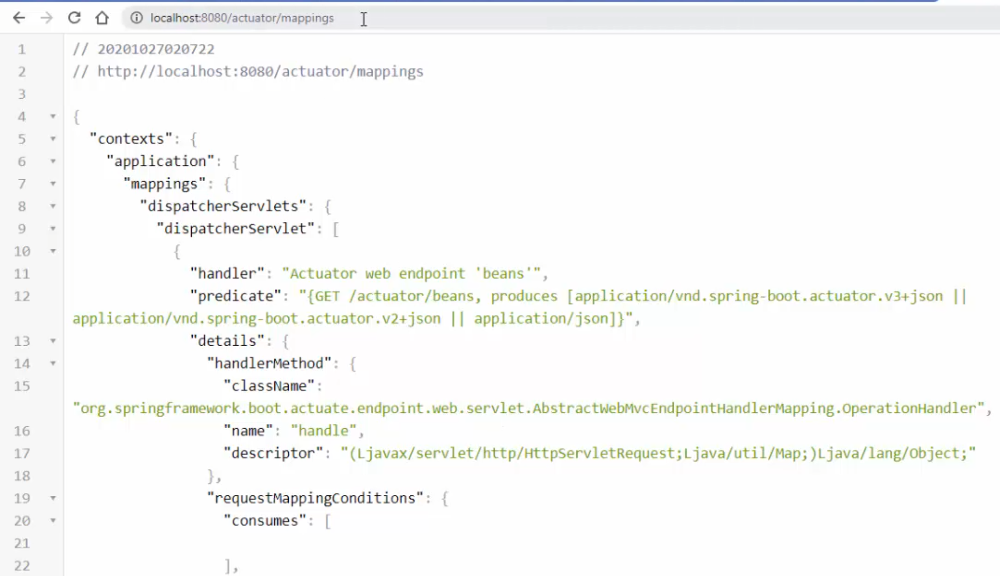 localhost:8080/actuator/mappings
1 // 20201027020722
2 // http://localhost:8080/actuator/mappings
3
4 {
5 "contexts": {
6 "application": {
7 "mappings": {
8 "dispatcherServlets": {
9 "dispatcherServlet": [
10 {
11 "handler": "Actuator web endpoint 'beans'",
12 "predicate": "{GET /actuator/beans, produces [application/vnd.spring-boot.actuator.v3+json ||
application/vnd.spring-boot.actuator.v2+json || application/json]}",
13 "details": {
14 "handlerMethod": {
15 "className":
"org.springframework.boot.actuate.endpoint.web.servlet.AbstractWebMvcEndpointHandlerMapping.OperationHandler",
16 "name": "handle",
17 "descriptor": "(Ljavax/servlet/http/HttpServletRequest;Ljava/util/Map;)Ljava/lang/Object;"
18 },
19 "requestMappingConditions": {
20 "consumes": [
21
22 ],